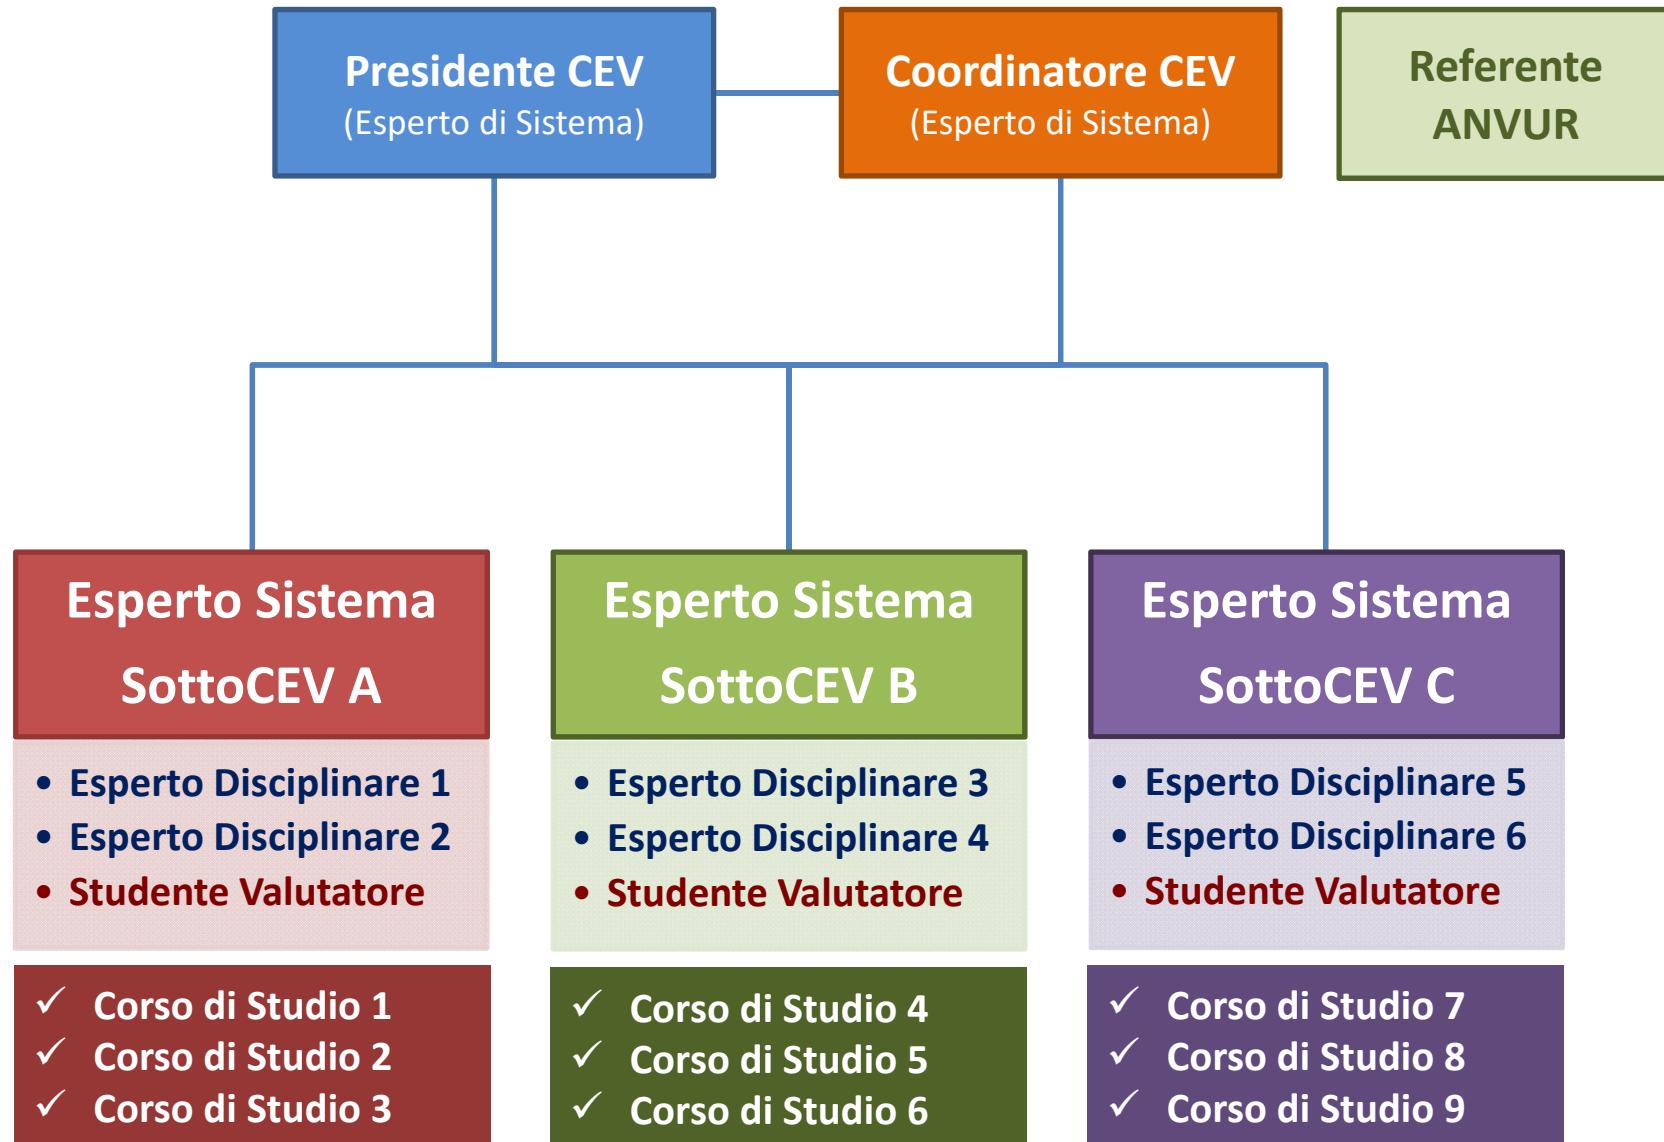 Presidente CEV
(Esperto di Sistema)
Coordinatore CEV
(Esperto di Sistema)
Referente
ANVUR
Esperto Sistema
SottoCEV A
• Esperto Disciplinare 1
• Esperto Disciplinare 2
• Studente Valutatore
✓ Corso di Studio 1
✓ Corso di Studio 2
✓ Corso di Studio 3
Esperto Sistema
SottoCEV B
• Esperto Disciplinare 3
• Esperto Disciplinare 4
• Studente Valutatore
✓ Corso di Studio 4
✓ Corso di Studio 5
✓ Corso di Studio 6
Esperto Sistema
SottoCEV C
• Esperto Disciplinare 5
• Esperto Disciplinare 6
• Studente Valutatore
✓ Corso di Studio 7
✓ Corso di Studio 8
✓ Corso di Studio 9